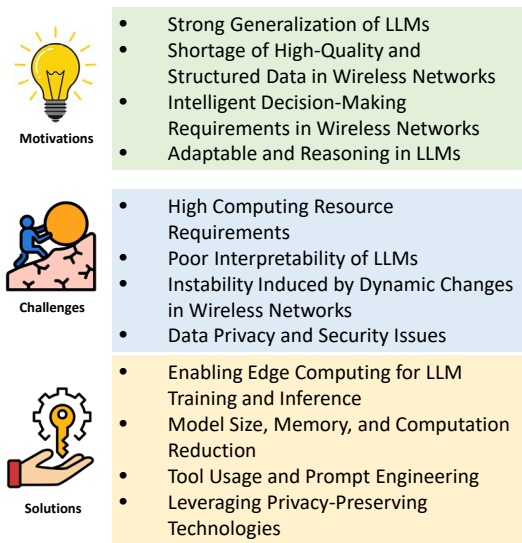 • Strong Generalization of LLMs
• Shortage of High-Quality and
Structured Data in Wireless Networks
• Intelligent Decision-Making
Requirements in Wireless Networks
• Adaptable and Reasoning in LLMs
Motivations
• High Computing Resource
Requirements
• Poor Interpretability of LLMs
• Instability Induced by Dynamic Changes
in Wireless Networks
• Data Privacy and Security Issues
Challenges
• Enabling Edge Computing for LLM
Training and Inference
• Model Size, Memory, and Computation
Reduction
• Tool Usage and Prompt Engineering
• Leveraging Privacy-Preserving
Technologies
Solutions